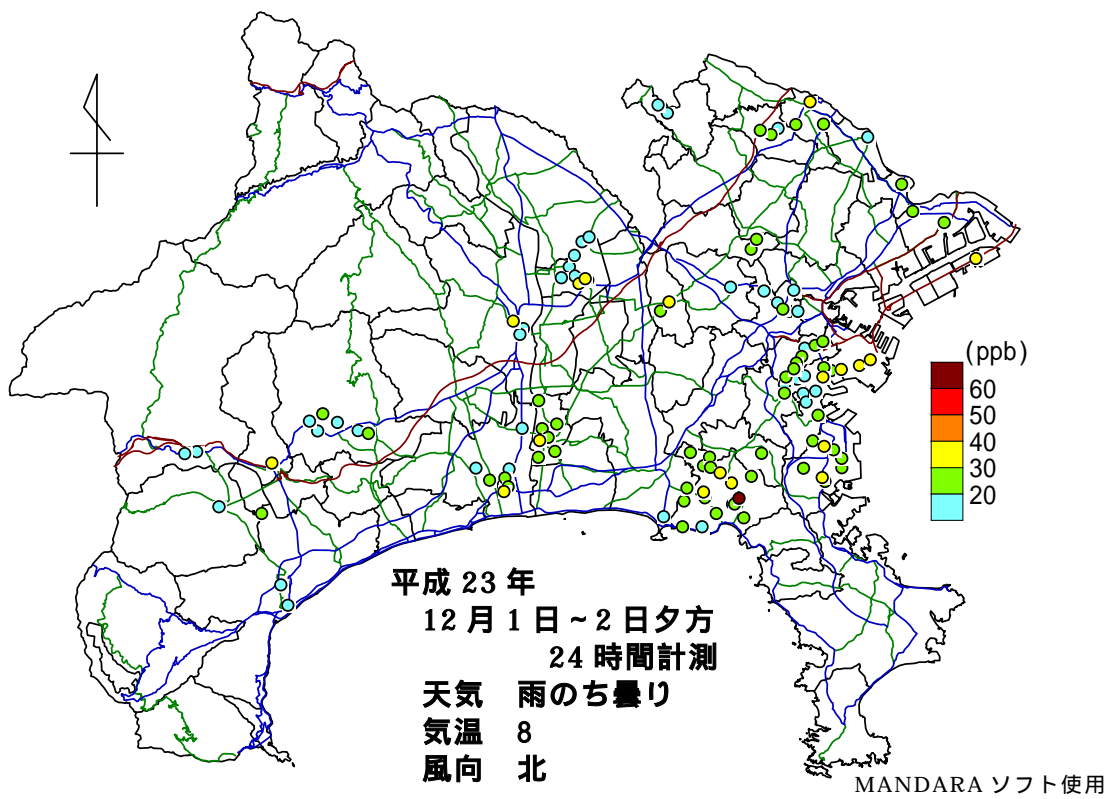 (ppb)
60
50
40
30
20
平成 23 年
12 月 1 日 ~ 2 日夕方
24 時間計測
天気 雨のち曇り
気温 8
風向 北
MANDARA ソフト使用